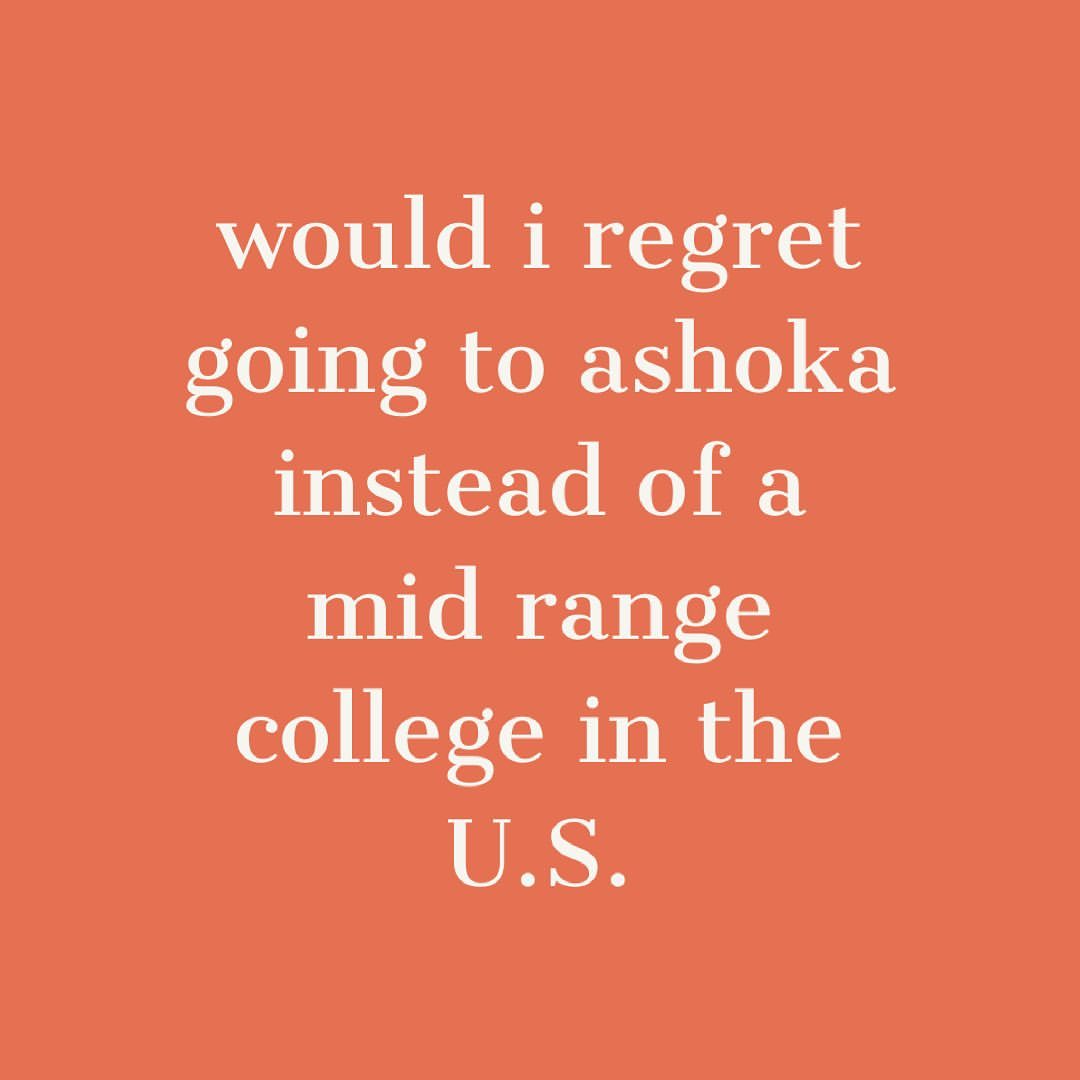 would i regret
going to ashoka
instead of a
mid range
college in the
U.S.